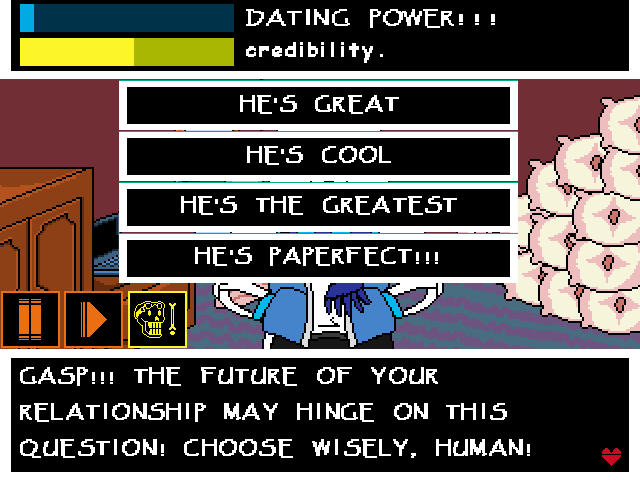 DATING POWER!!!
credibility.
HE'S GREAT
HE'S COOL
HE'S THE GREATEST
HE'S PAPERFECT!!!
GASP!!! THE FUTURE OF YOUR
RELATIONSHIP MAY HINGE ON THIS
QUESTION! CHOOSE WISELY, HUMAN!